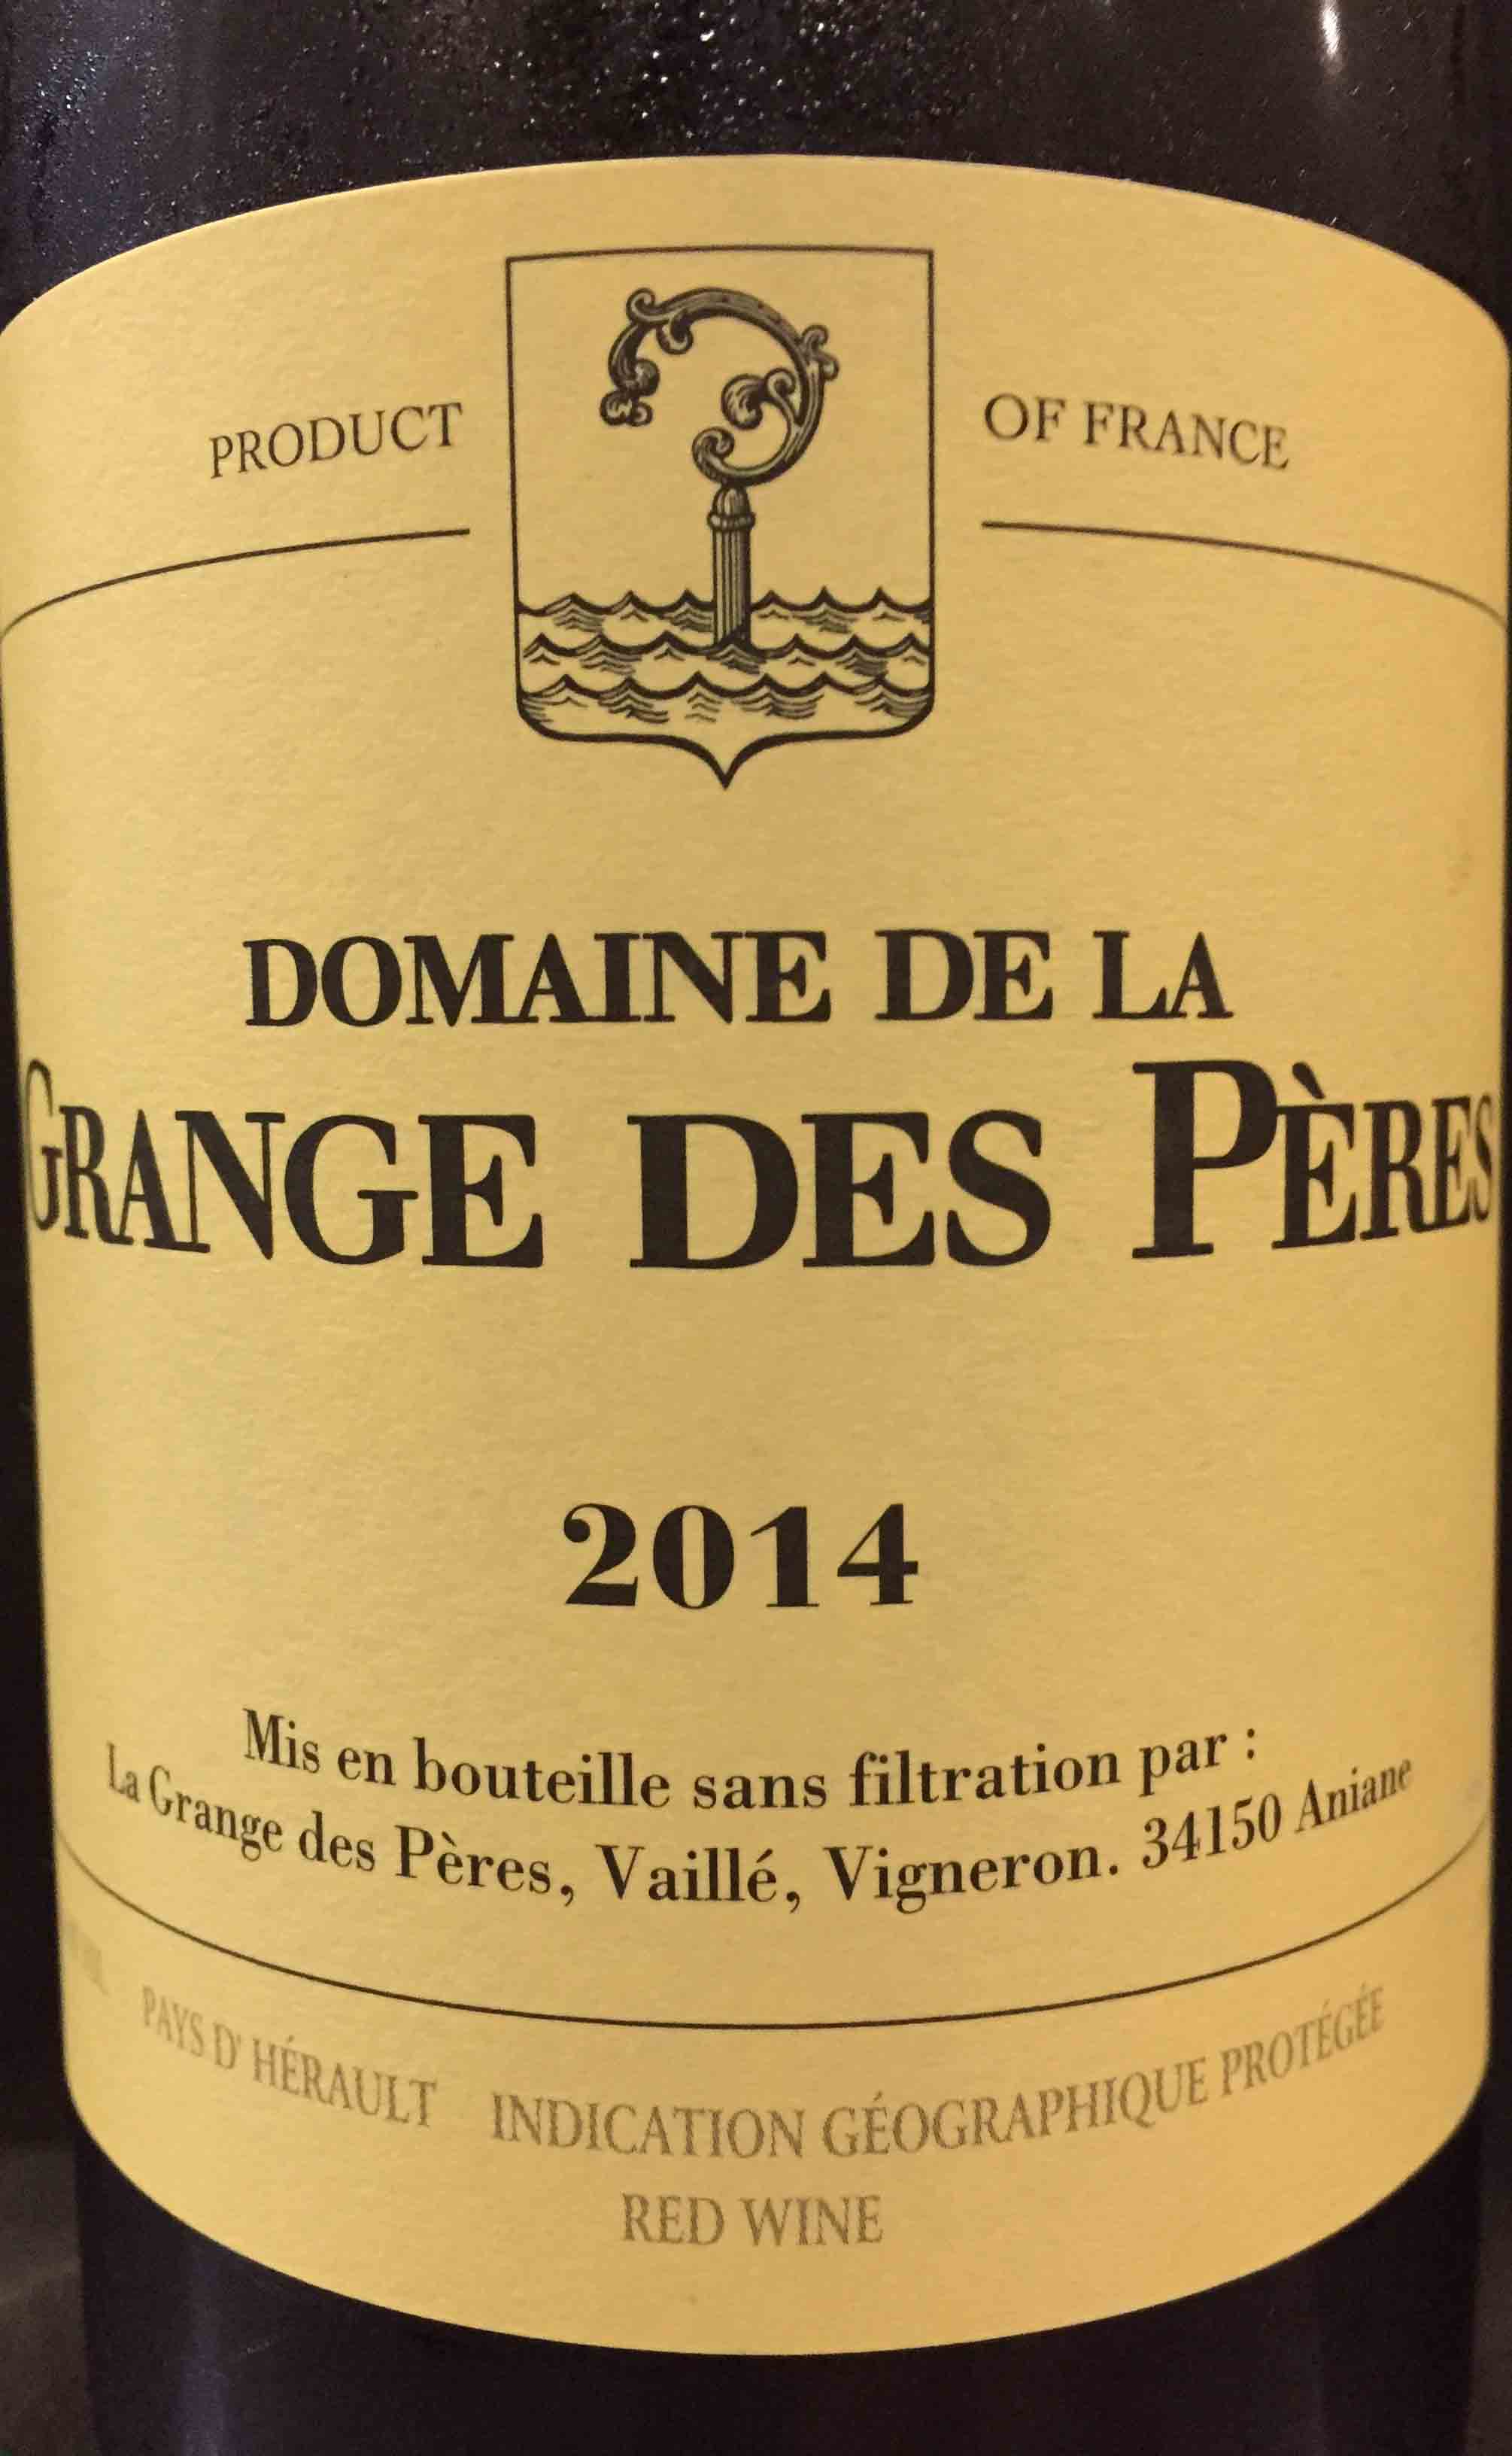 PRODUCT OF FRANCE
DOMAINE DE LA
GRANGE DES PÈRES
2014
Mis en bouteille sans filtration par :
La Grange des Pères, Vaillé, Vigneron. 34150 Aniane
PAYS D' HÉRAULT INDICATION GÉOGRAPHIQUE PROTÉGÉE
RED WINE